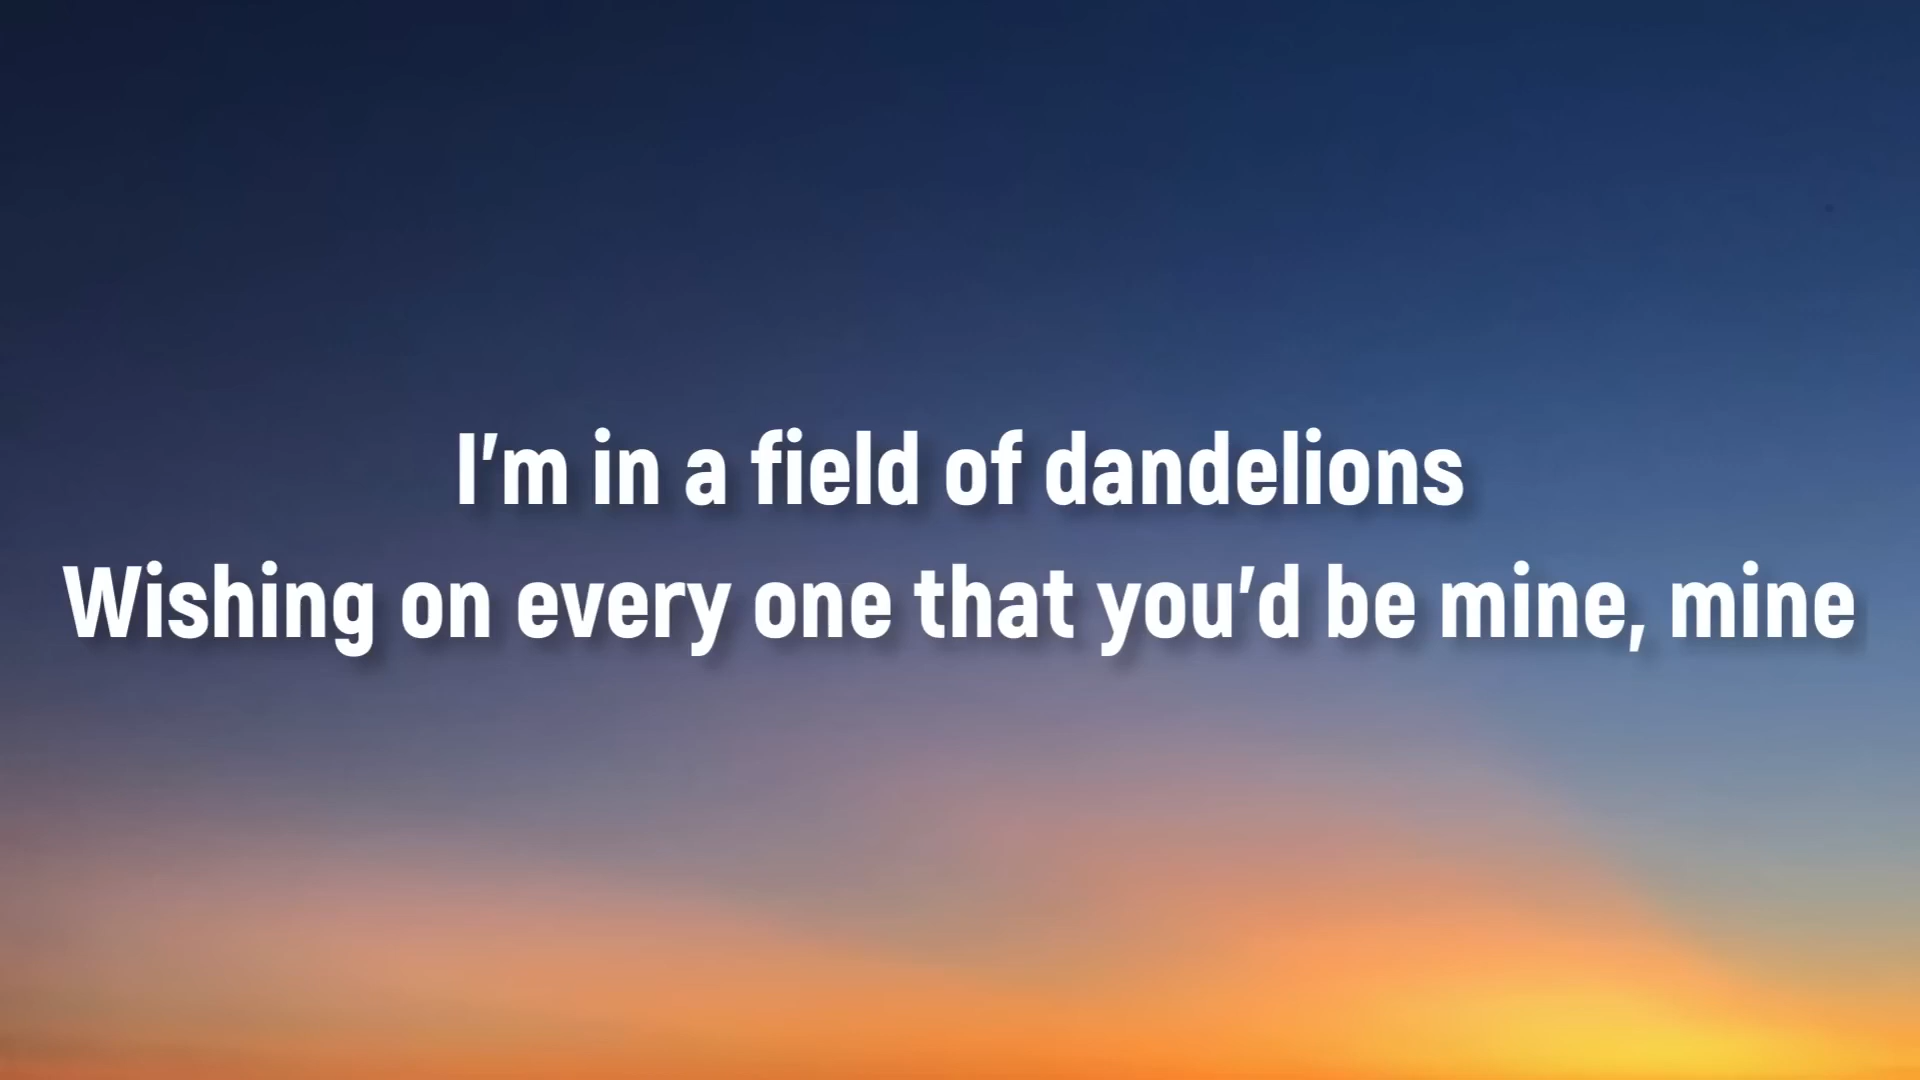 I'm in a field of dandelions
Wishing on every one that you'd be mine, mine